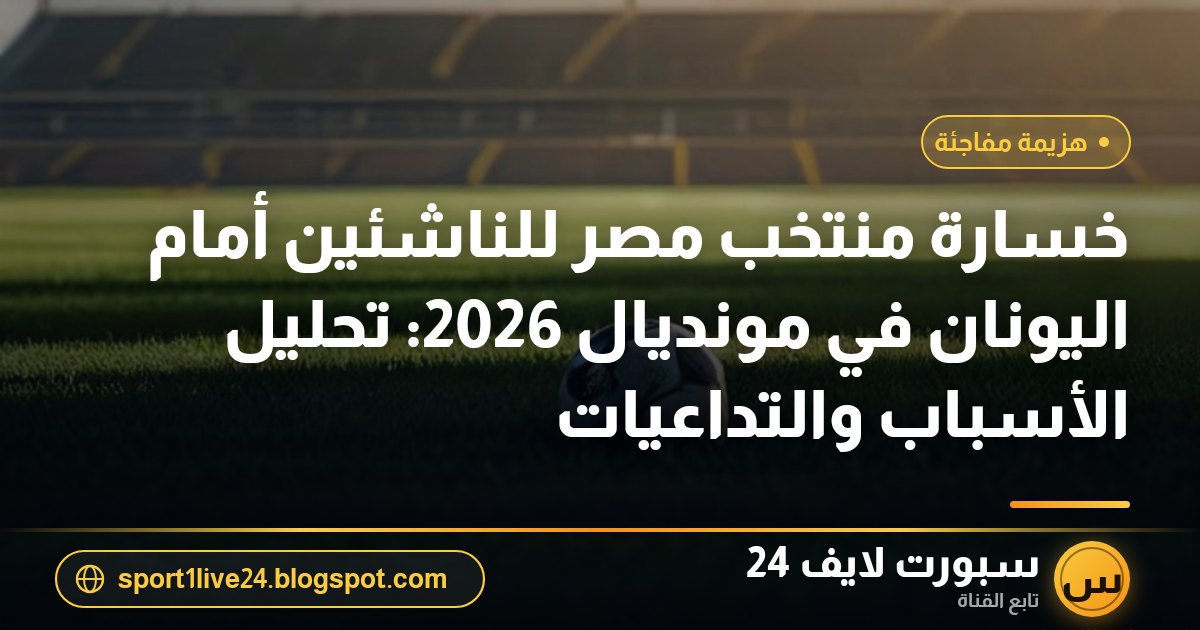 • هزيمة مفاجئة
خسارة منتخب مصر للناشئين أمام
اليونان في مونديال 2026: تحليل
الأسباب والتداعيات
سبورت لايف 24
تابع القناة
س
sport1live24.blogspot.com